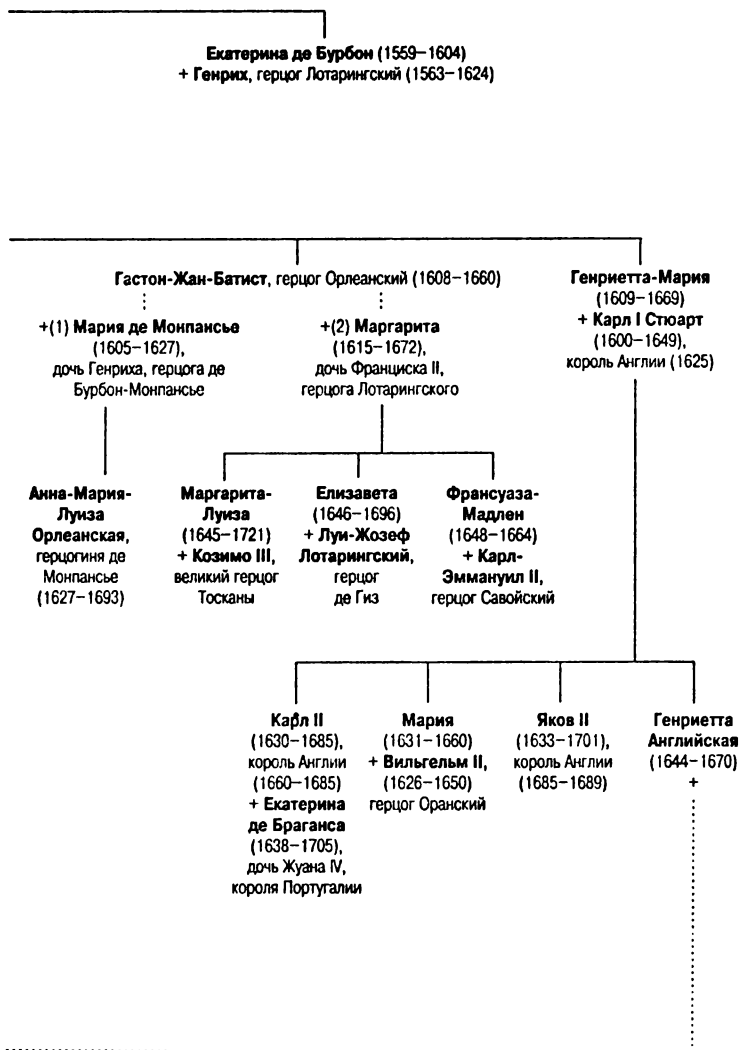 Екатерина де Бурбон (1559–1604)
+ Генрих, герцог Лотарингский (1563–1624)
Гастон-Жан-Батист, герцог Орлеанский (1608–1660)
+(1) Мария де Монпансье
(1605–1627),
дочь Генриха, герцога де
Бурбон-Монпансье
+(2) Маргарита
(1615–1672),
дочь Франциска II,
герцога Лотарингского
Генриетта-Мария
(1609–1669)
+ Карл I Стюарт
(1600–1649),
король Англии (1625)
Анна-Мария-
Луиза
Орлеанская,
герцогиня де
Монпансье
(1627–1693)
Маргарита-
Луиза
(1645–1721)
+ Козимо III,
великий герцог
Тосканы
Елизавета
(1646–1696)
+ Луи-Жозеф
Лотарингский,
герцог
де Гиз
Франсуаза-
Мадлен
(1648–1664)
+ Карл-
Эммануил II,
герцог Савойский
Карл II
(1630–1685),
король Англии
(1660–1685)
+ Екатерина
де Браганса
(1638–1705),
дочь Жуана IV,
короля Португалии
Мария
(1631–1660)
+ Вильгельм II,
(1626–1650)
герцог Оранский
Яков II
(1633–1701),
король Англии
(1685–1689)
Генриетта
Английская
(1644–1670)
+